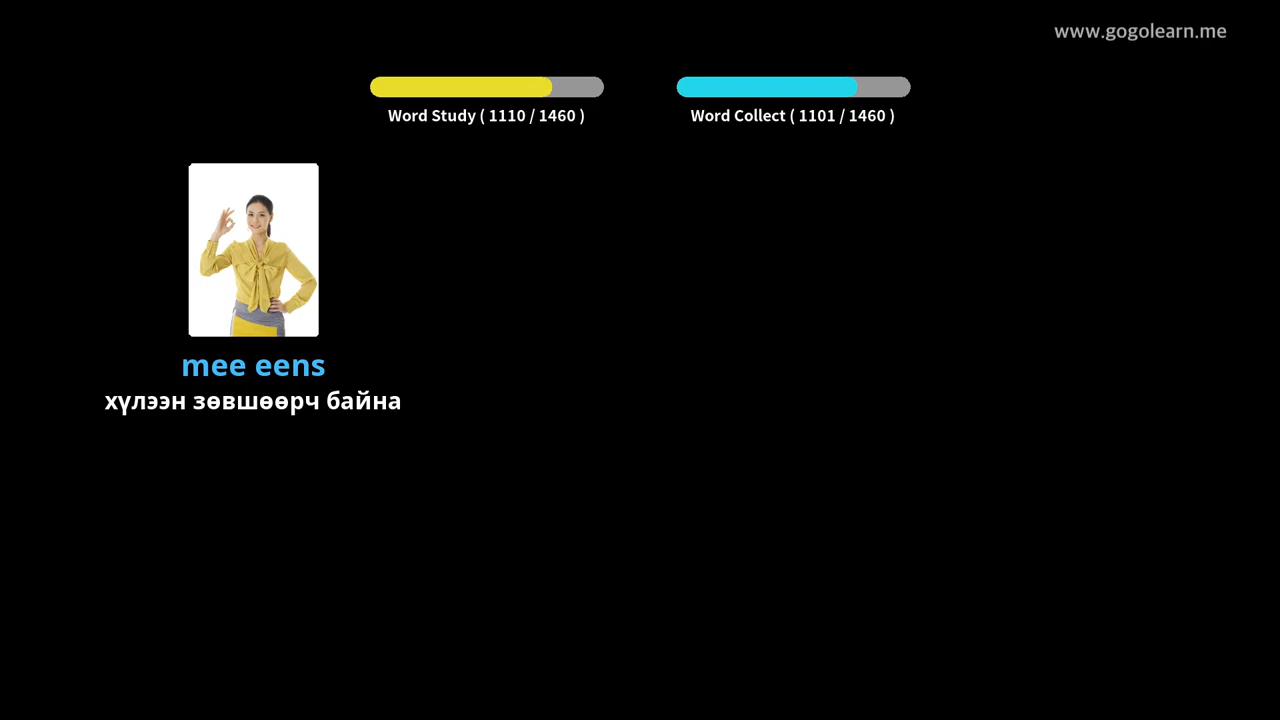 www.gogolearn.me
Word Study ( 1110 / 1460 )
Word Collect ( 1101 / 1460 )
mee eens
хүлээн зөвшөөрч байна